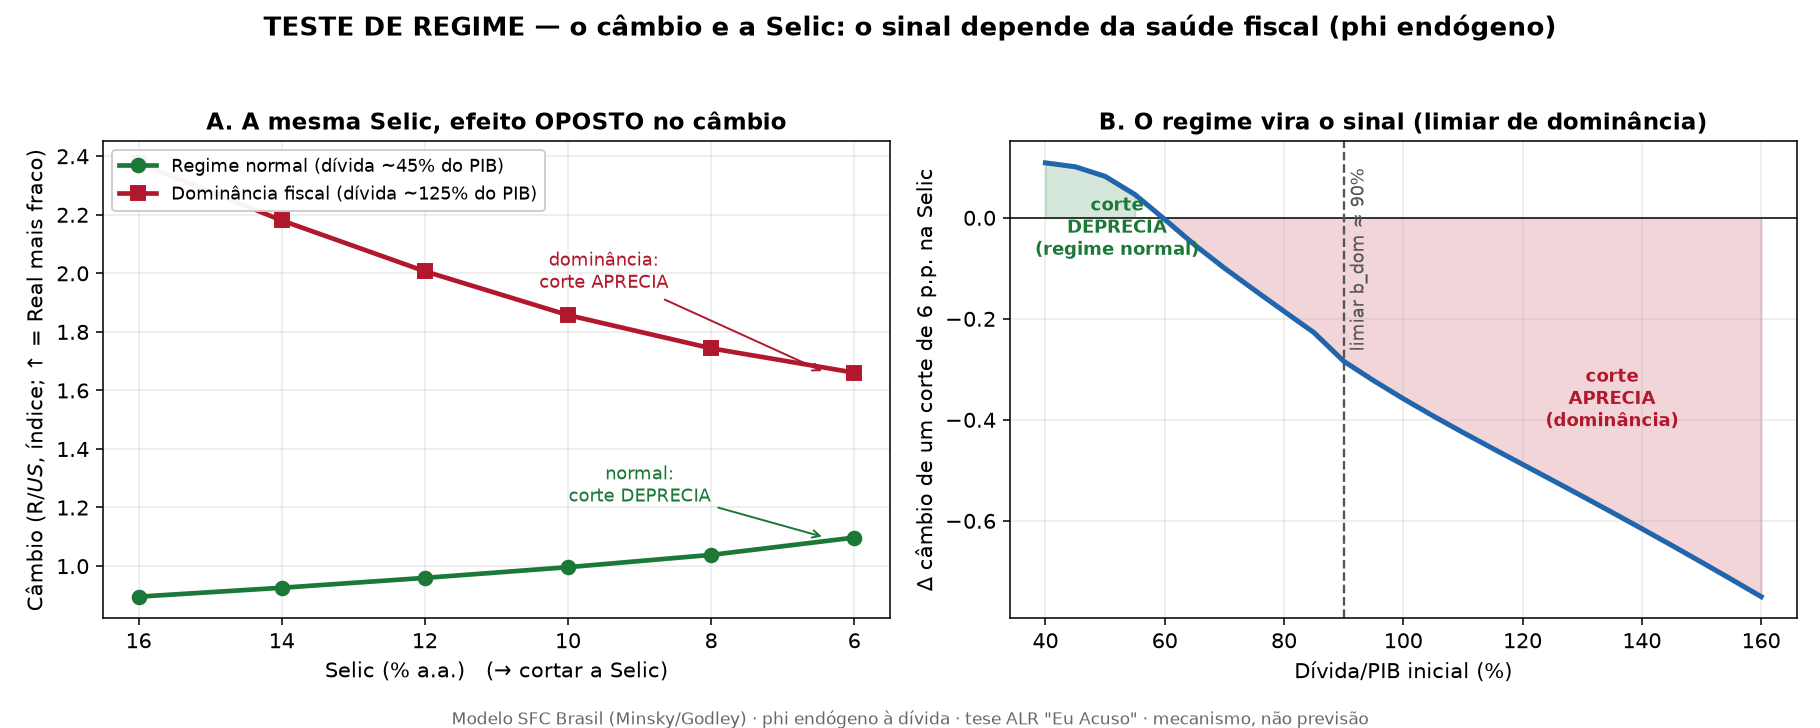 TESTE DE REGIME — o câmbio e a Selic: o sinal depende da saúde fiscal (phi endógeno)
A. A mesma Selic, efeito OPOSTO no câmbio
Câmbio (R/US, índice; ↑ = Real mais fraco)
2.4
2.2
2.0
1.8
1.6
1.4
1.2
1.0
Regime normal (dívida ~45% do PIB)
Dominância fiscal (dívida ~125% do PIB)
dominância:
corte APRECIA
normal:
corte DEPRECIA
16
14
12
10
8
6
Selic (% a.a.) (→ cortar a Selic)
B. O regime vira o sinal (limiar de dominância)
Δ câmbio de um corte de 6 p.p. na Selic
0.0
−0.2
−0.4
−0.6
corte
DEPRECIA
(regime normal)
limiar b_dom ≈ 90%
corte
APRECIA
(dominância)
40
60
80
100
120
140
160
Dívida/PIB inicial (%)
Modelo SFC Brasil (Minsky/Godley) · phi endógeno à dívida · tese ALR "Eu Acuso" · mecanismo, não previsão